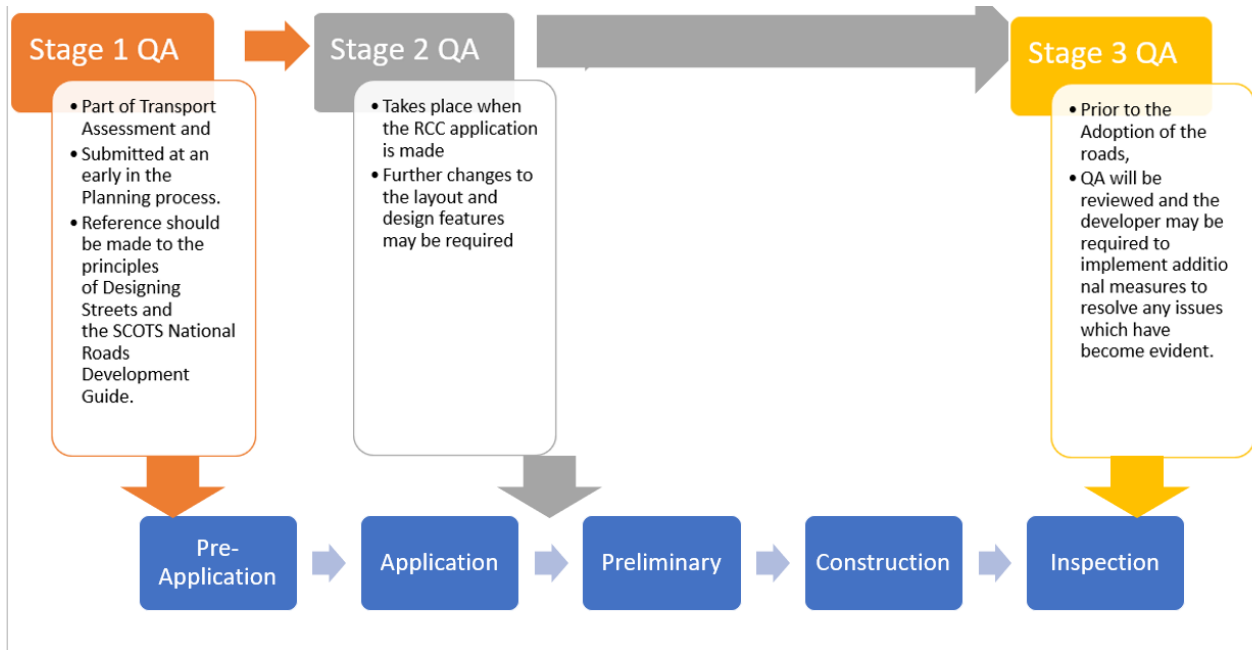 Stage 1 QA
• Part of Transport
Assessment and
• Submitted at an
early in the
Planning process.
• Reference should
be made to the
principles
of Designing
Streets and
the SCOTS National
Roads
Development
Guide.
Stage 2 QA
• Takes place when
the RCC application
is made
• Further changes to
the layout and
design features
may be required
Stage 3 QA
• Prior to the
Adoption of the
roads,
• QA will be
reviewed and the
developer may be
required to
implement additio
nal measures to
resolve any issues
which have
become evident.
Pre-
Application
Application
Preliminary
Construction
Inspection